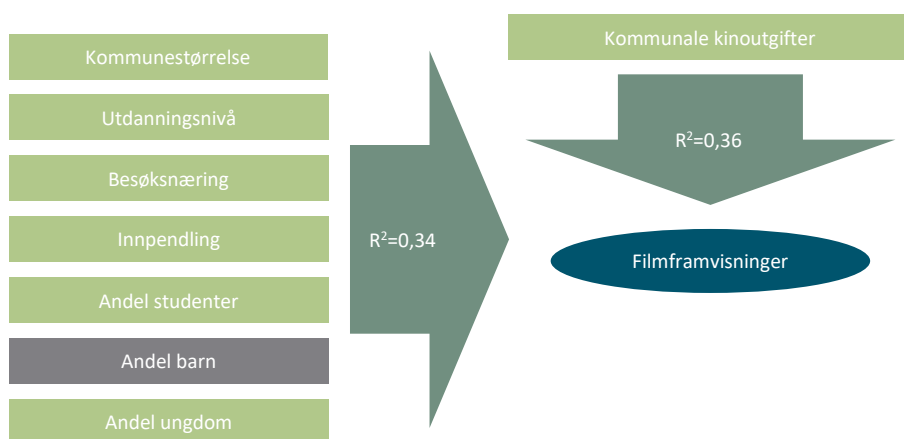 Kommunestørrelse
Utdanningsnivå
Besøksnæring
Innpendling
Andel studenter
Andel barn
Andel ungdom
R²=0,34
Kommunale kinoutgifter
R²=0,36
Filmframvisninger